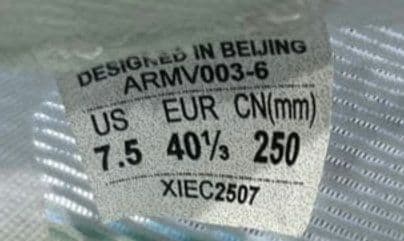 DESIGNED IN BEIJING
ARMV003-6
US EUR CN(mm)
7.5 40⅓ 250
XIEC2507